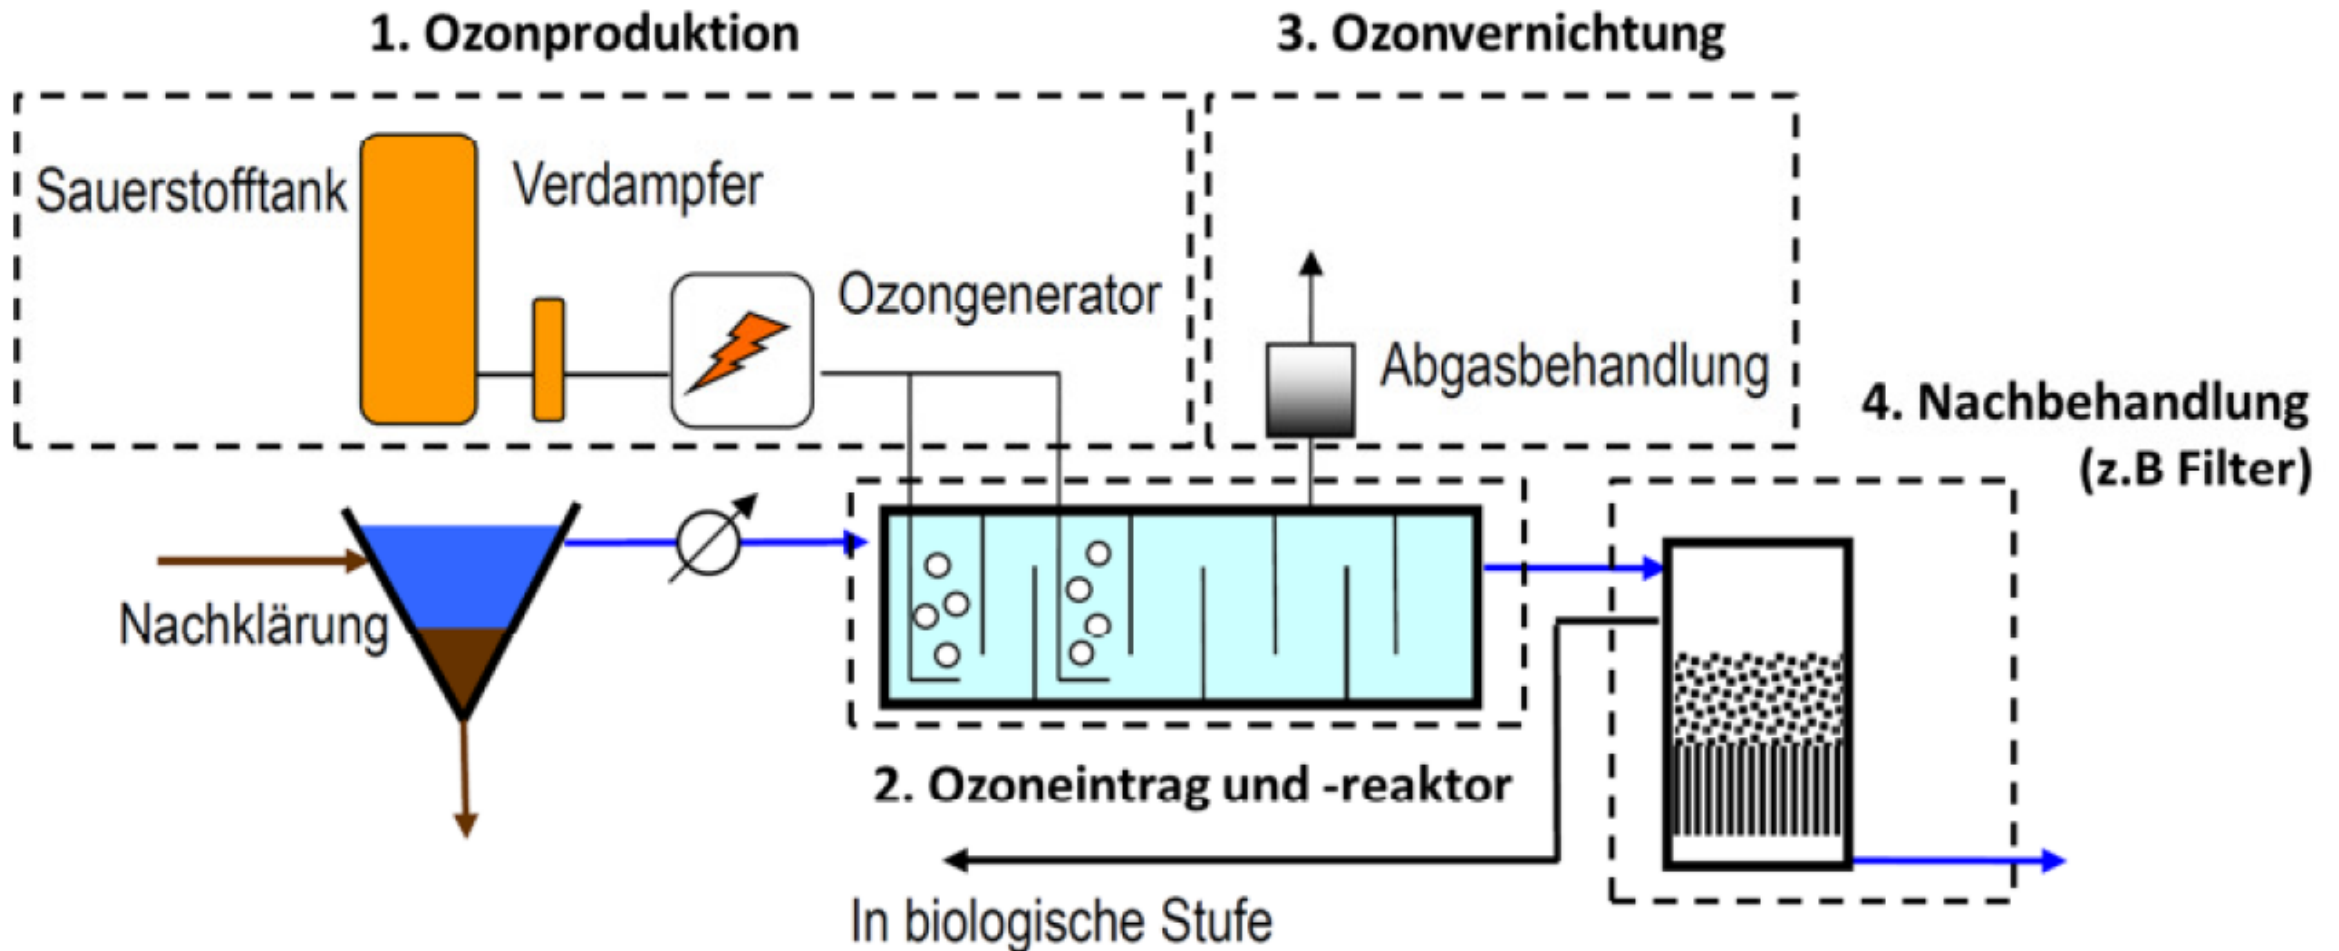 1. Ozonproduktion
3. Ozonvernichtung
Sauerstofftank
Verdampfer
Ozongenerator
Abgasbehandlung
4. Nachbehandlung
(z.B Filter)
Nachklärung
2. Ozoneintrag und -reaktor
In biologische Stufe